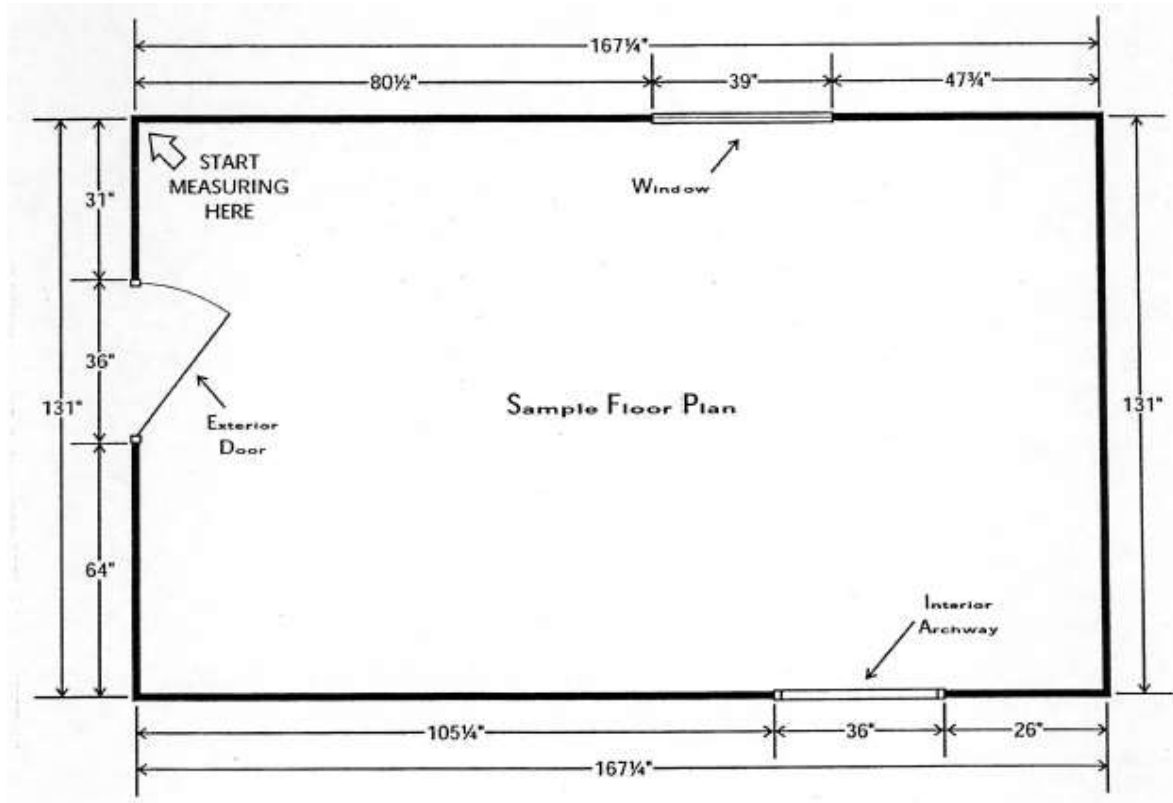 167¼"
80½"
39"
47¾"
START
MEASURING
HERE
Window
31"
36"
131"
Exterior
Door
Sample Floor Plan
131"
64"
Interior
Archway
105¼"
36"
26"
167¼"